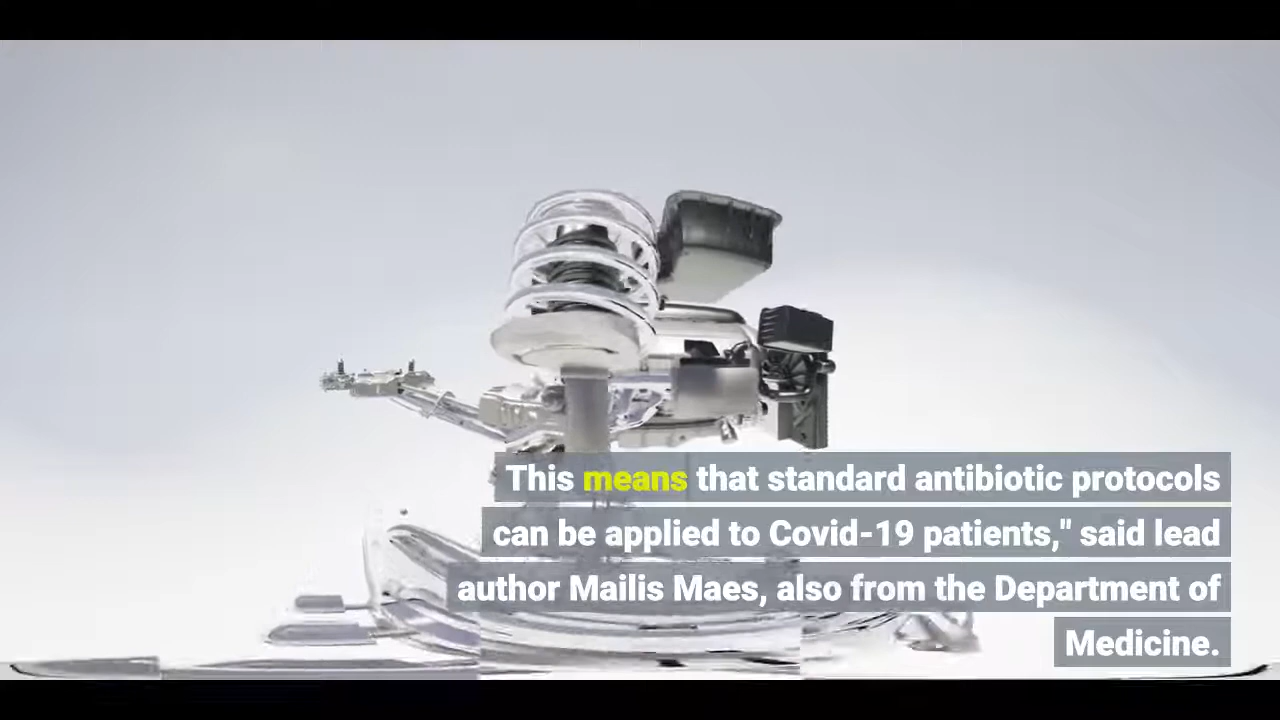 This means that standard antibiotic protocols
can be applied to Covid-19 patients," said lead
author Mailis Maes, also from the Department of
Medicine.